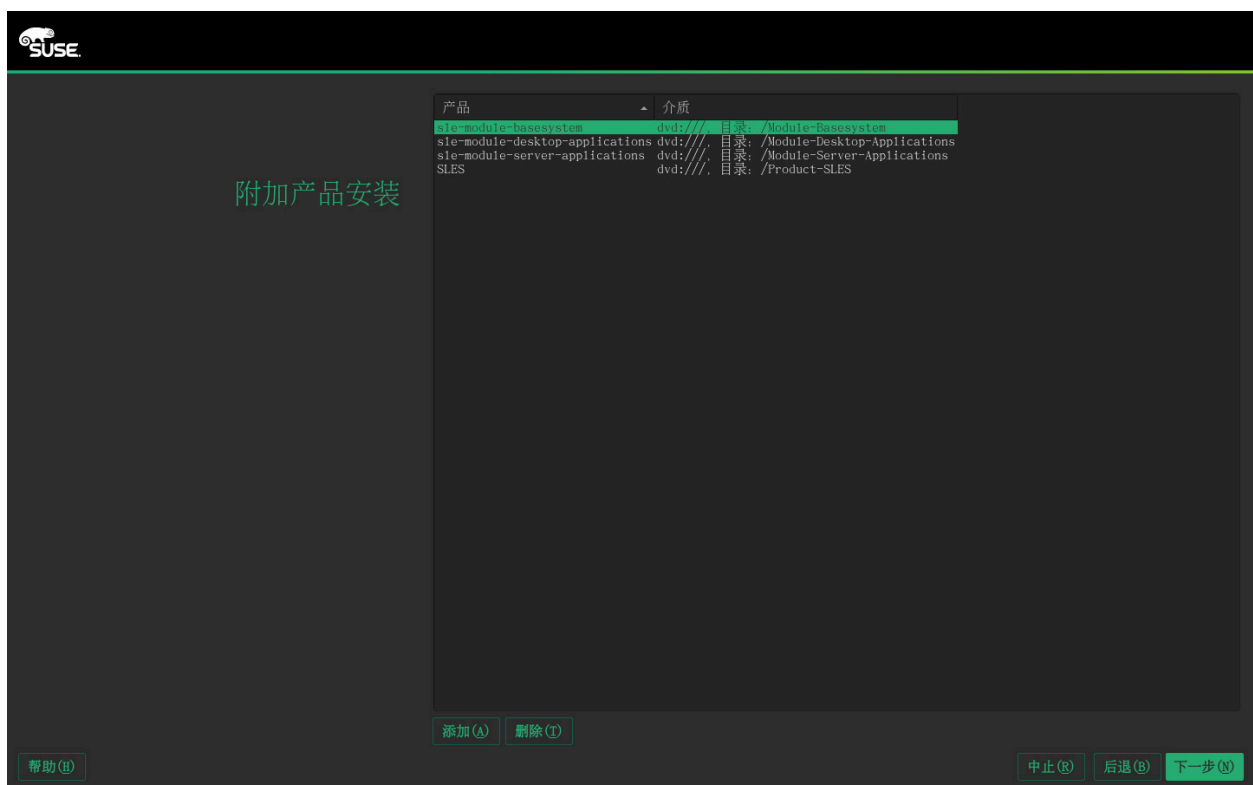 SUSE.
产品 介质
sle-module-basesystem dvd:///, 目录: /Module-Basesystem
sle-module-desktop-applications dvd:///, 目录: /Module-Desktop-Applications
sle-module-server-applications dvd:///, 目录: /Module-Server-Applications
SLES dvd:///, 目录: /Product-SLES
附加产品安装
添加(A) 删除(T)
帮助(H) 中止(R) 后退(B) 下一步(N)